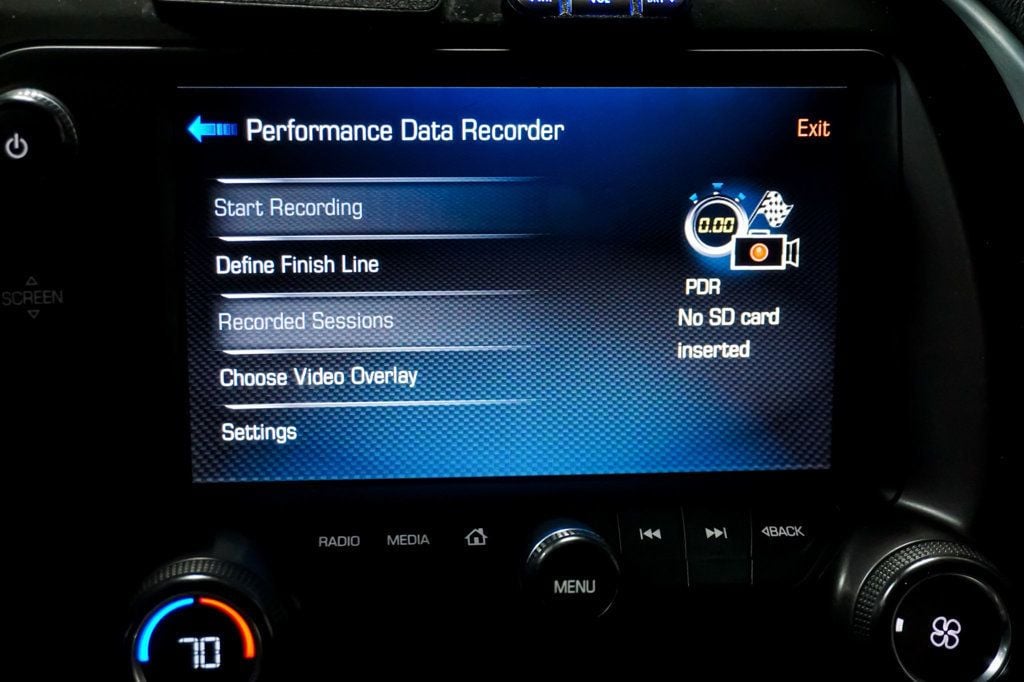 VOL
Performance Data Recorder
Exit
Start Recording
0.00
Define Finish Line
PDR
SCREEN
Recorded Sessions
No SD card
inserted
Choose Video Overlay
Settings
RADIO
MEDIA
BACK
MENU
70